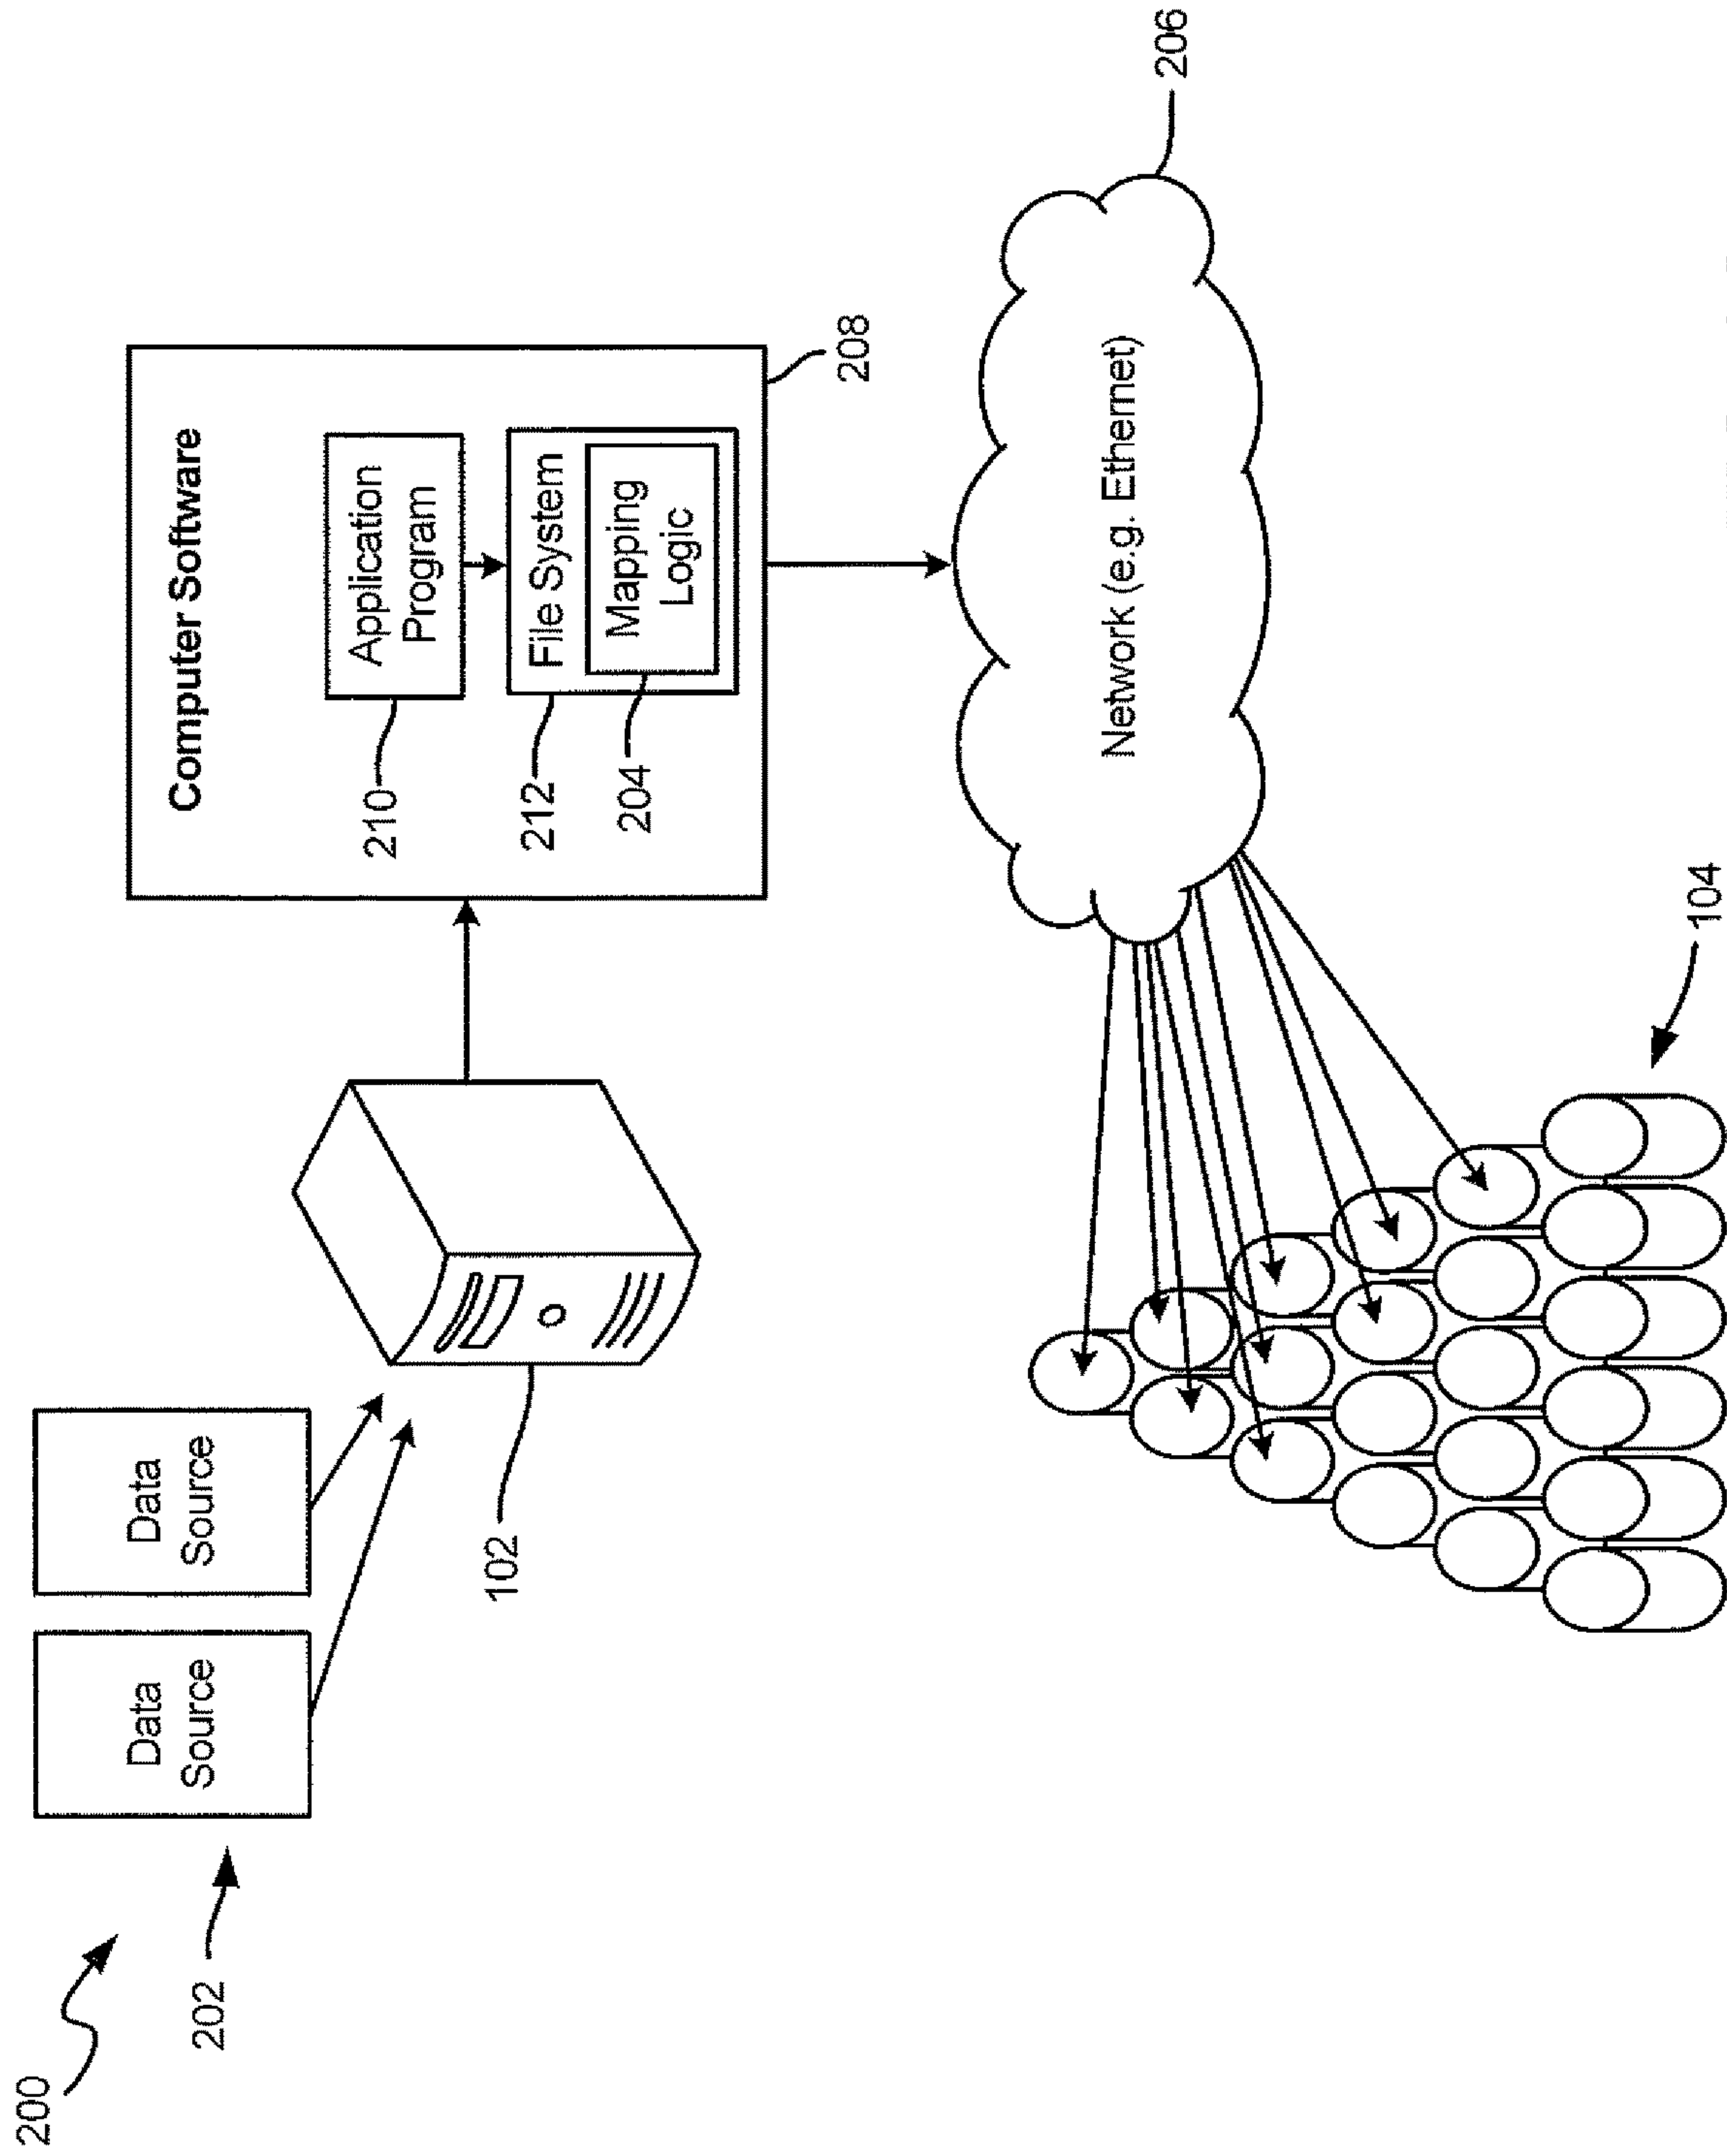 200
202
Data
Source
Data
Source
102
Computer Software
210
Application
Program
212
File System
204
Mapping
Logic
208
Network (e.g. Ethernet)
206
104